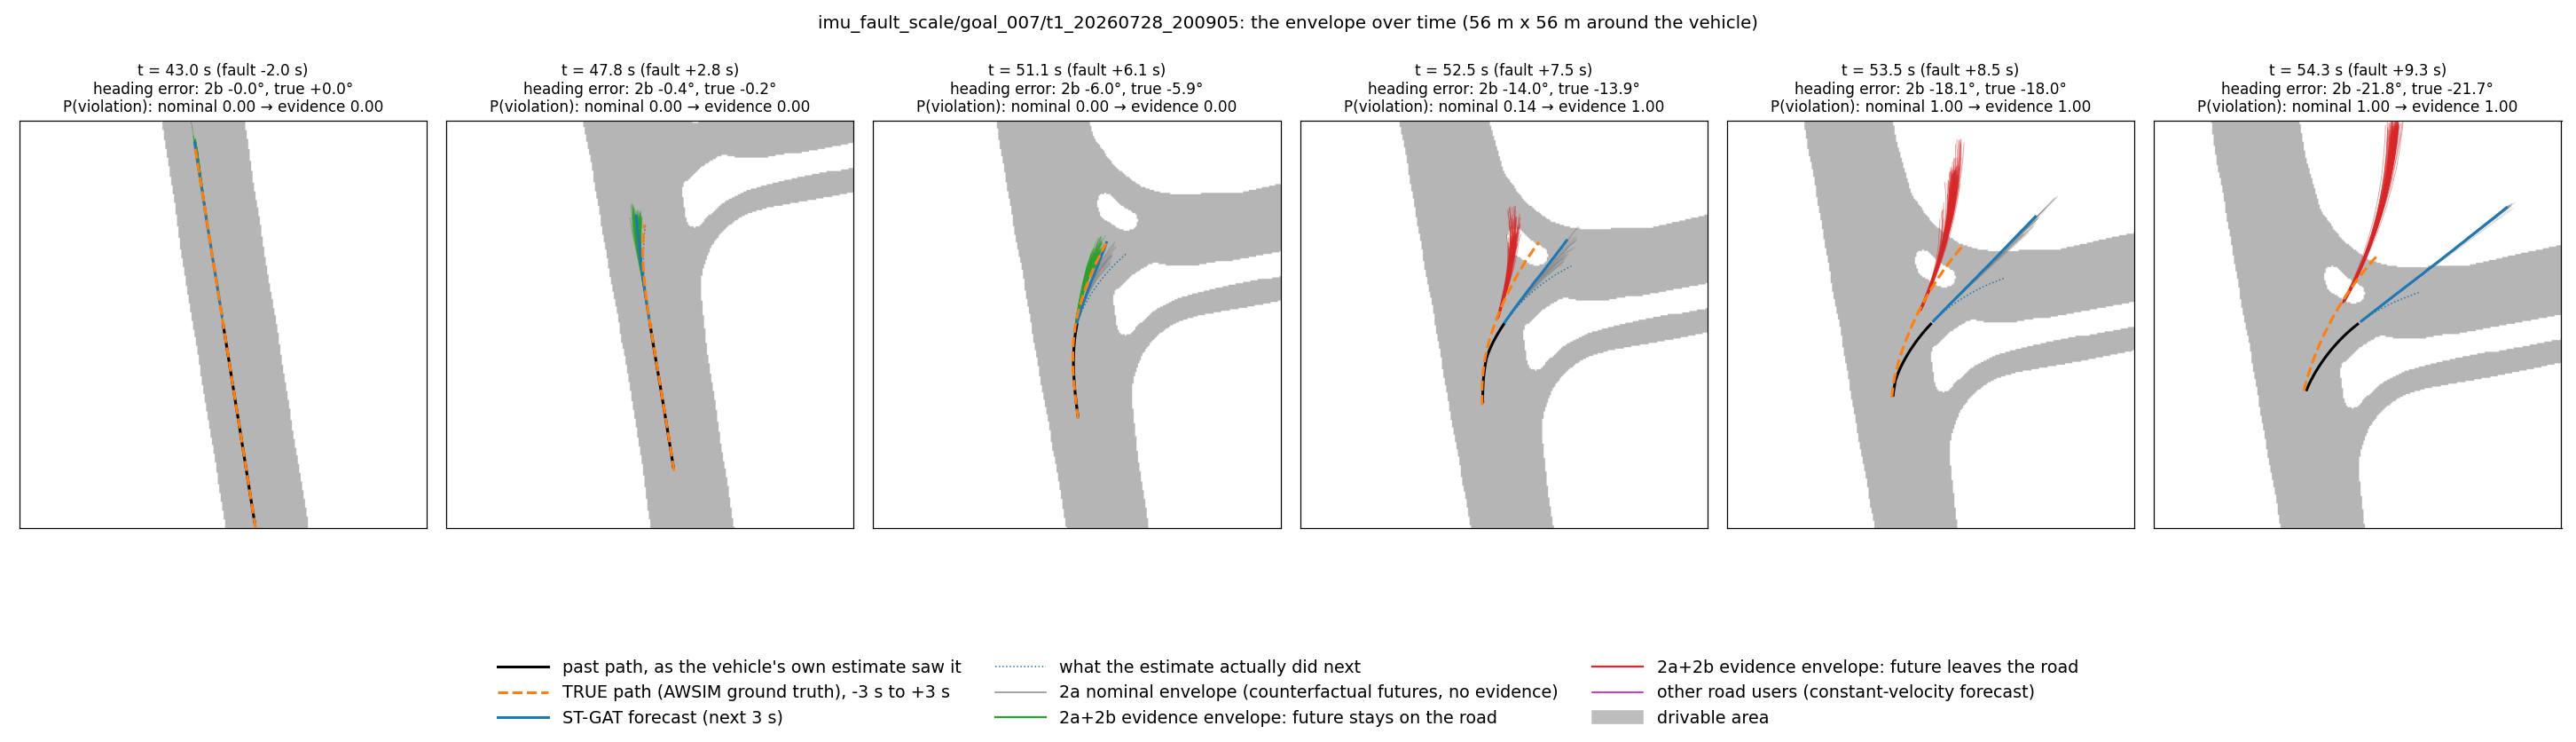 imu_fault_scale/goal_007/t1_20260728_200905: the envelope over time (56 m x 56 m around the vehicle)
t = 43.0 s (fault -2.0 s)
heading error: 2b -0.0°, true +0.0°
P(violation): nominal 0.00 → evidence 0.00
t = 47.8 s (fault +2.8 s)
heading error: 2b -0.4°, true -0.2°
P(violation): nominal 0.00 → evidence 0.00
t = 51.1 s (fault +6.1 s)
heading error: 2b -6.0°, true -5.9°
P(violation): nominal 0.00 → evidence 0.00
t = 52.5 s (fault +7.5 s)
heading error: 2b -14.0°, true -13.9°
P(violation): nominal 0.14 → evidence 1.00
t = 53.5 s (fault +8.5 s)
heading error: 2b -18.1°, true -18.0°
P(violation): nominal 1.00 → evidence 1.00
t = 54.3 s (fault +9.3 s)
heading error: 2b -21.8°, true -21.7°
P(violation): nominal 1.00 → evidence 1.00
past path, as the vehicle's own estimate saw it
TRUE path (AWSIM ground truth), -3 s to +3 s
ST-GAT forecast (next 3 s)
what the estimate actually did next
2a nominal envelope (counterfactual futures, no evidence)
2a+2b evidence envelope: future stays on the road
2a+2b evidence envelope: future leaves the road
other road users (constant-velocity forecast)
drivable area